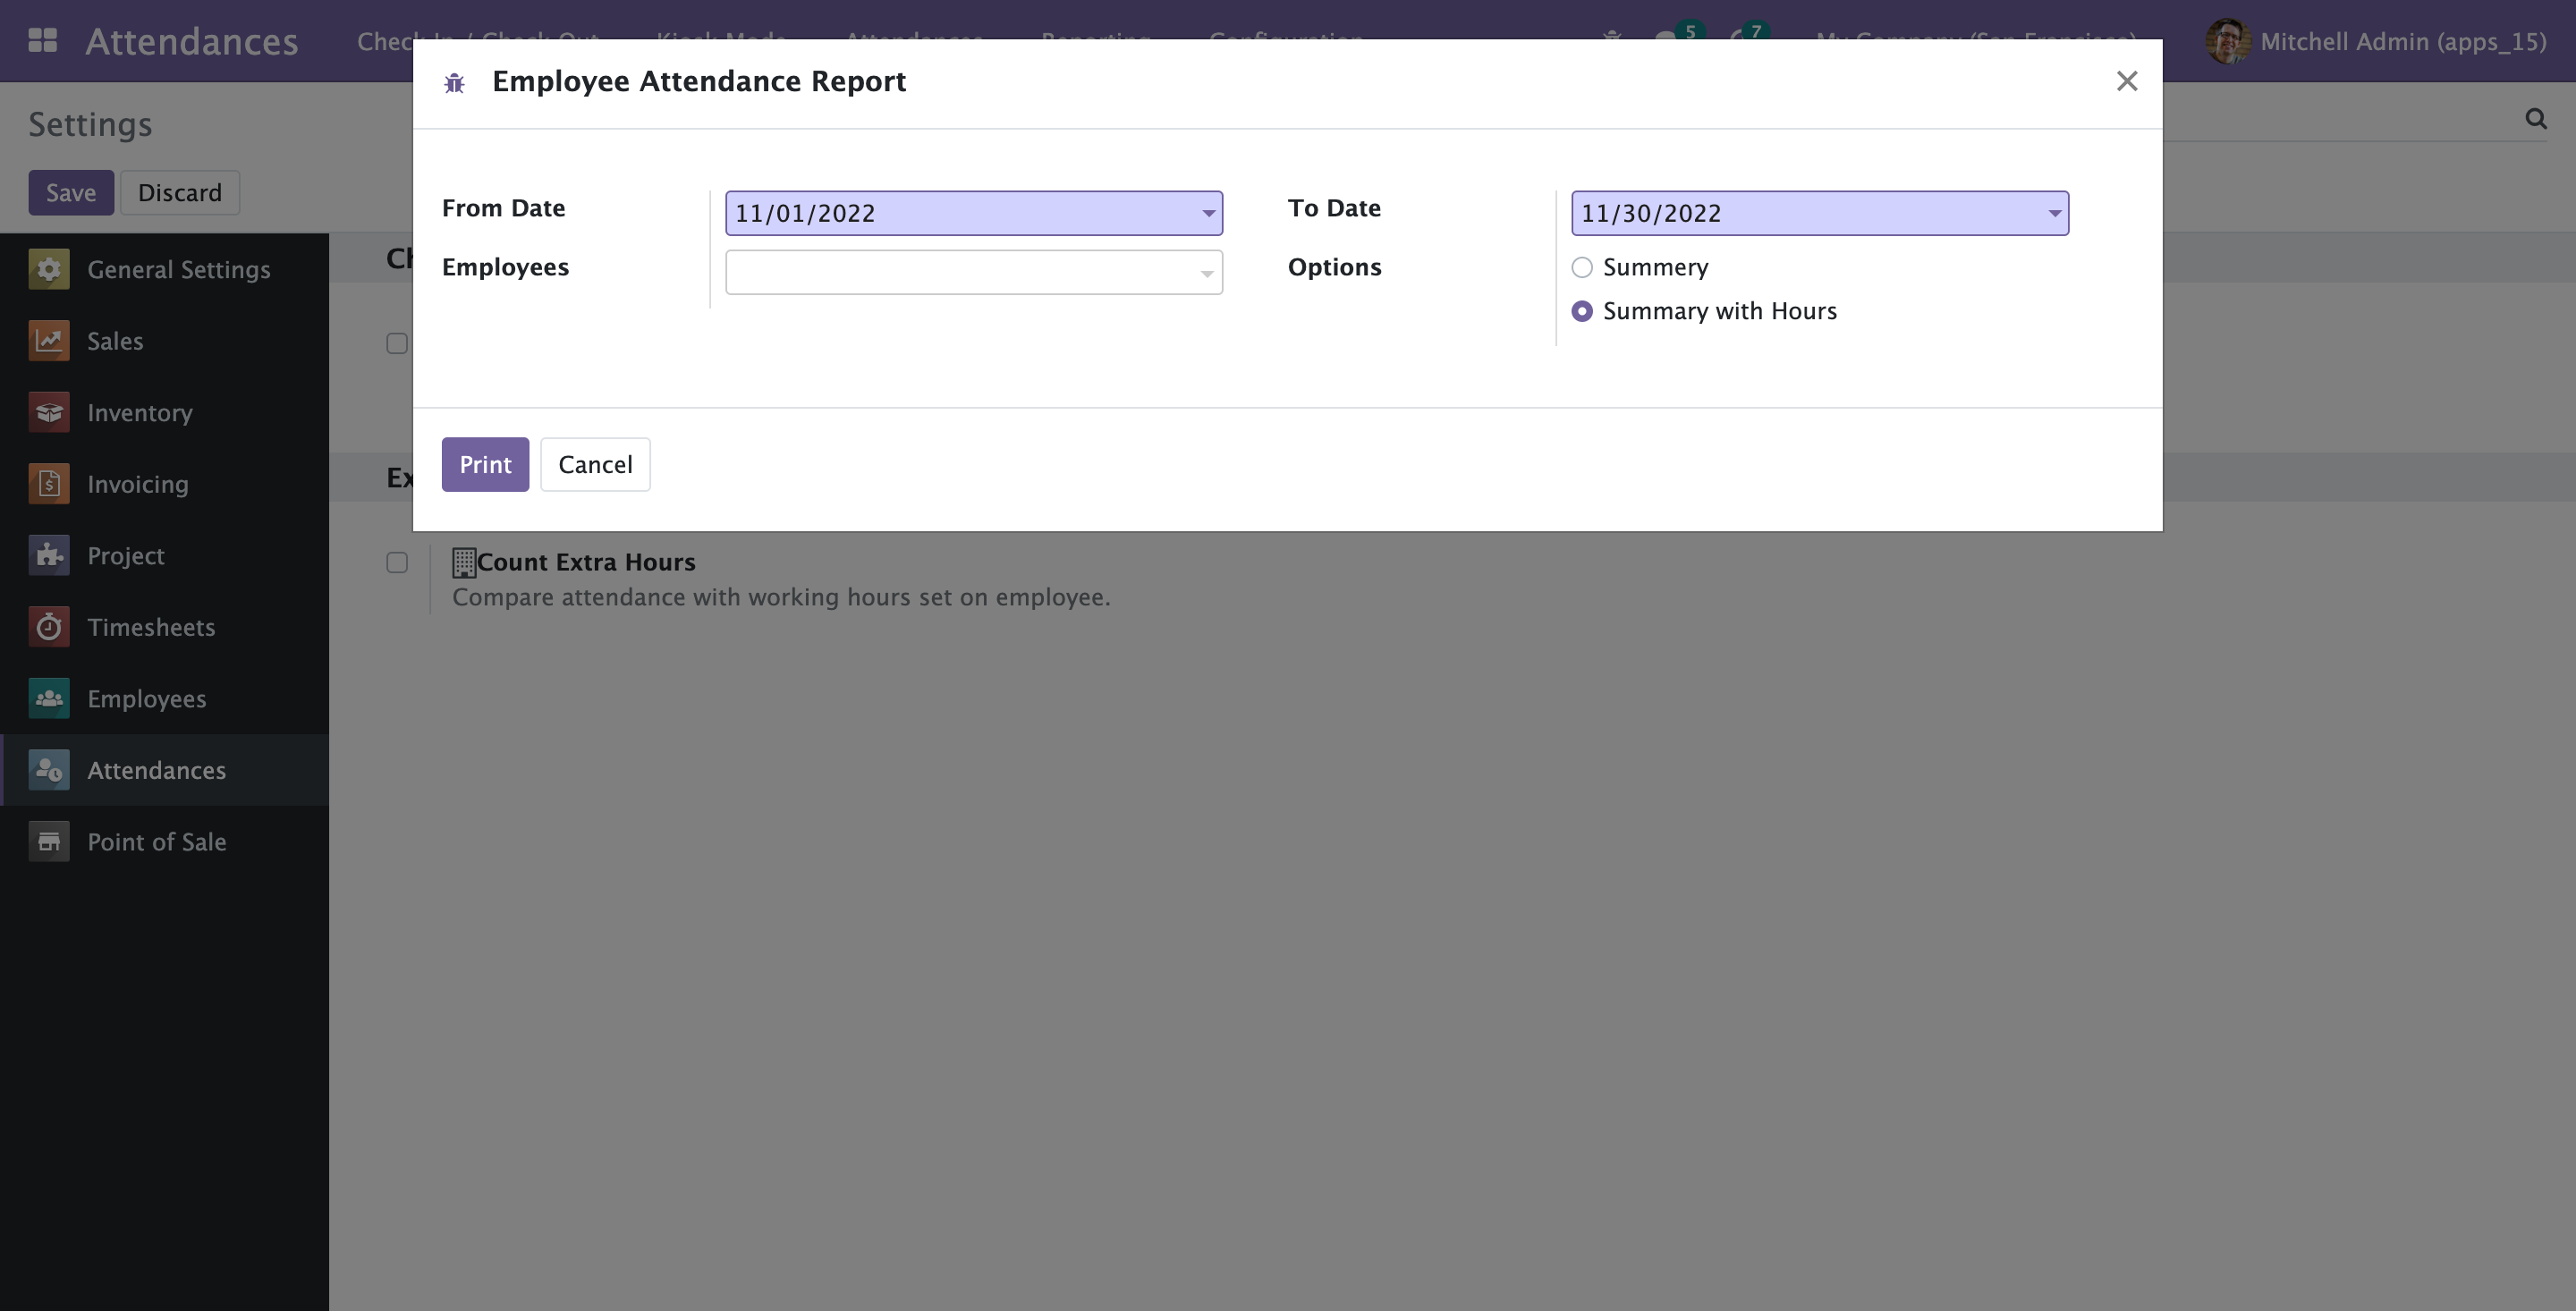 Attendances
Check In / Check Out Kiosk Mode Attendances Reporting Configuration 5 7 My Company (San Francisco) Mitchell Admin (apps_15)
Employee Attendance Report
Settings
Save Discard
From Date 11/01/2022 To Date 11/30/2022
Employees Options Summery
Summary with Hours
Print Cancel
General Settings
Sales
Inventory
Invoicing
Project
Timesheets
Employees
Attendances
Point of Sale
Count Extra Hours
Compare attendance with working hours set on employee.